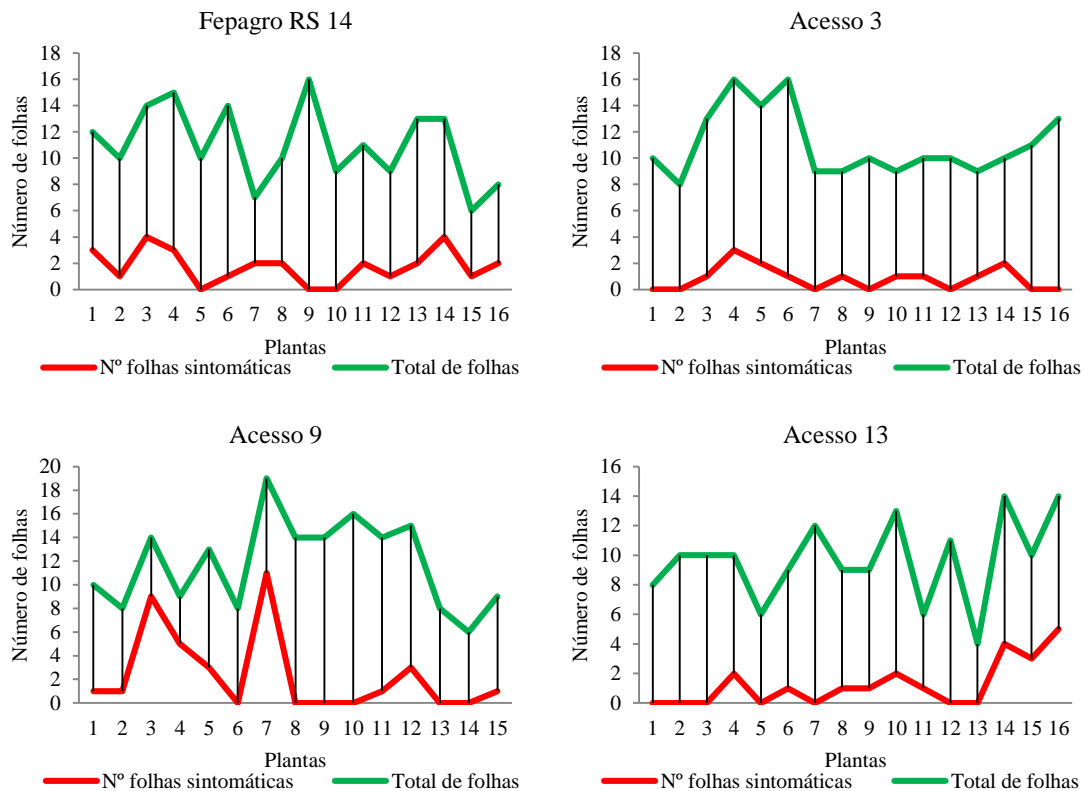 Fepagro RS 14
18
16
14
12
10
8
6
4
2
0
Número de folhas
1 2 3 4 5 6 7 8 9 10 11 12 13 14 15 16
Plantas
Nº folhas sintomáticas Total de folhas
Acesso 3
18
16
14
12
10
8
6
4
2
0
Número de folhas
1 2 3 4 5 6 7 8 9 10 11 12 13 14 15 16
Plantas
Nº folhas sintomáticas Total de folhas
Acesso 9
20
18
16
14
12
10
8
6
4
2
0
Número de folhas
1 2 3 4 5 6 7 8 9 10 11 12 13 14 15
Plantas
Nº folhas sintomáticas Total de folhas
Acesso 13
16
14
12
10
8
6
4
2
0
Número de folhas
1 2 3 4 5 6 7 8 9 10 11 12 13 14 15 16
Plantas
Nº folhas sintomáticas Total de folhas